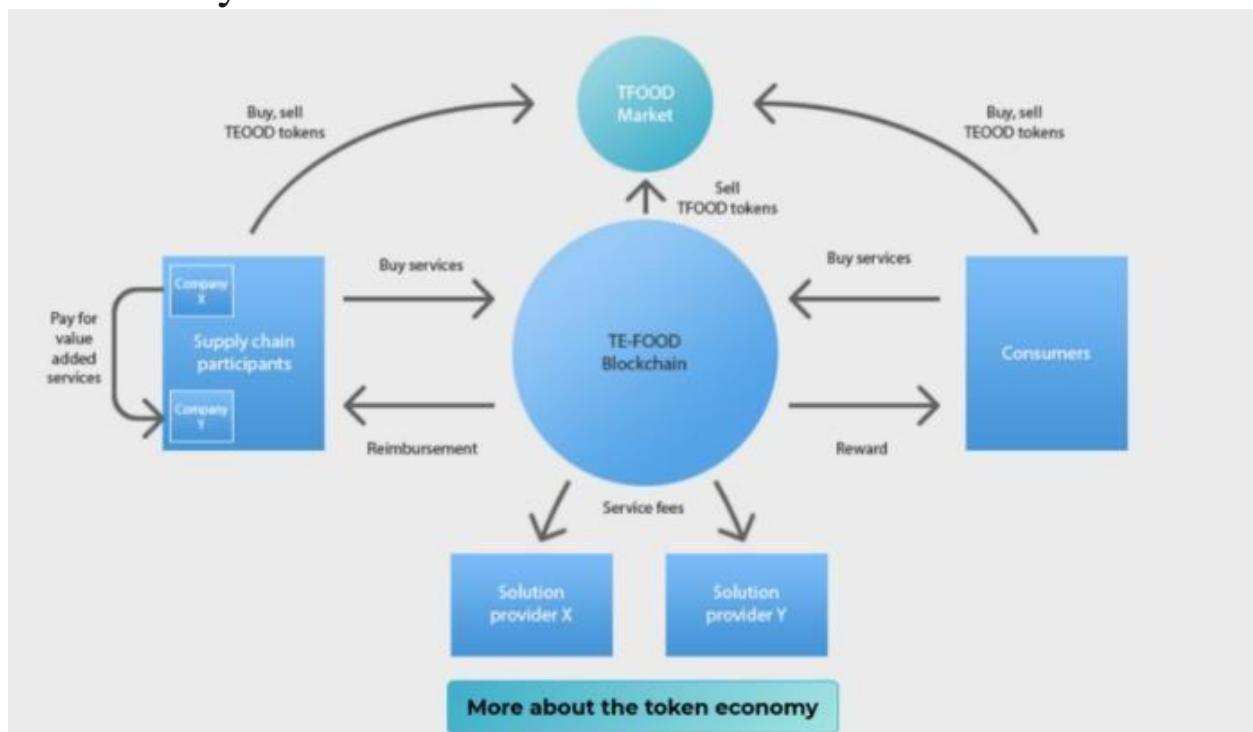 TFOOD
Market
Buy, sell
TEOOD tokens
Buy, sell
TEOOD tokens
Sell
TFOOD tokens
Company
X
Buy services
Buy services
Pay for
value
added
services
Supply chain
participants
TE-FOOD
Blockchain
Consumers
Company
Y
Reimbursement
Reward
Service fees
Solution
provider X
Solution
provider Y
More about the token economy